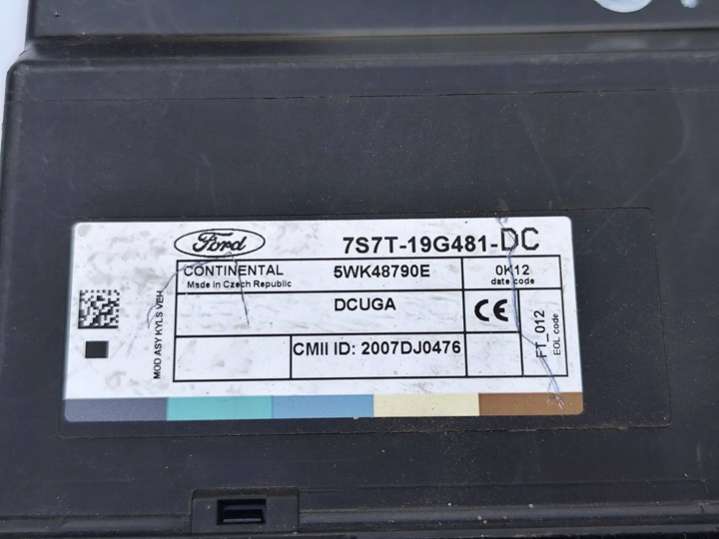 Ford 7S7T-19G481-DC
CONTINENTAL 5WK48790E 0K12
Made in Czech Republic date code
DCUGA CE
MOD ASY KYLS VEH
CMII ID: 2007DJ0476
FT_012
EOL code